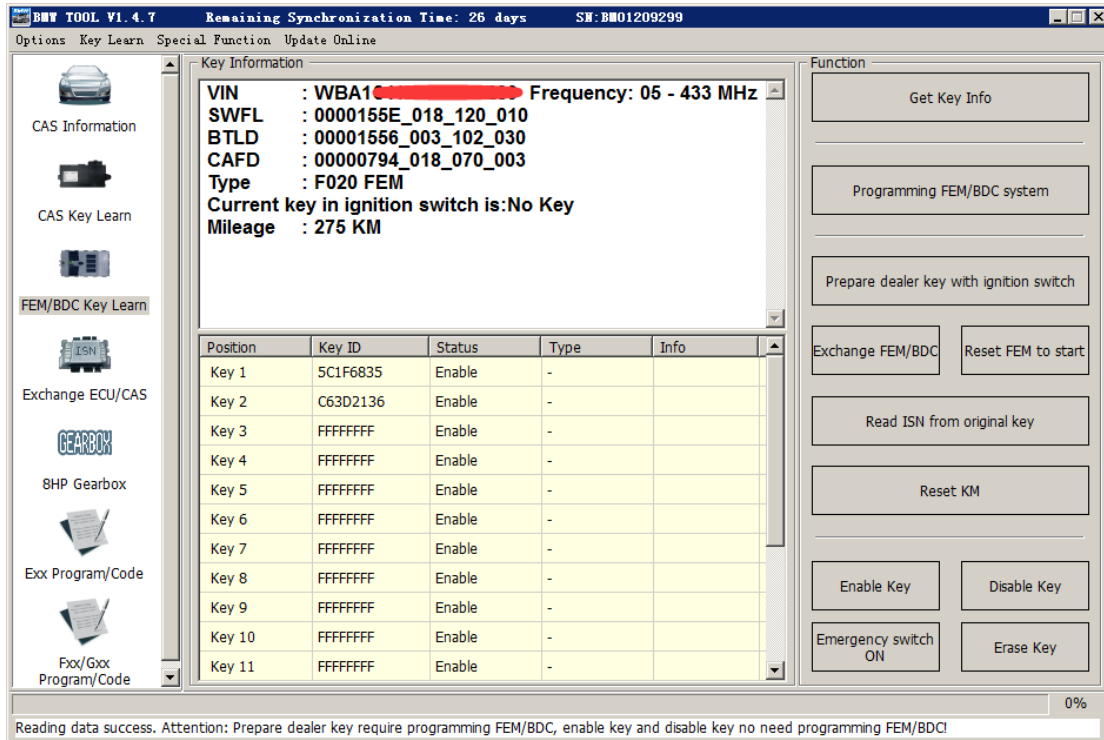 BMW TOOL V1.4.7 Remaining Synchronization Time: 26 days SN:BM01209299
Options Key Learn Special Function Update Online
CAS Information
CAS Key Learn
FEM/BDC Key Learn
ISN
Exchange ECU/CAS
GEARBOX
8HP Gearbox
Exx Program/Code
Fxx/Gxx
Program/Code
Key Information
VIN : WBA1 Frequency: 05 - 433 MHz
SWFL : 0000155E_018_120_010
BTLD : 00001556_003_102_030
CAFD : 00000794_018_070_003
Type : F020 FEM
Current key in ignition switch is:No Key
Mileage : 275 KM
Position Key ID Status Type Info
Key 1 5C1F6835 Enable -
Key 2 C63D2136 Enable -
Key 3 FFFFFFFF Enable -
Key 4 FFFFFFFF Enable -
Key 5 FFFFFFFF Enable -
Key 6 FFFFFFFF Enable -
Key 7 FFFFFFFF Enable -
Key 8 FFFFFFFF Enable -
Key 9 FFFFFFFF Enable -
Key 10 FFFFFFFF Enable -
Key 11 FFFFFFFF Enable -
Function
Get Key Info
Programming FEM/BDC system
Prepare dealer key with ignition switch
Exchange FEM/BDC
Reset FEM to start
Read ISN from original key
Reset KM
Enable Key
Disable Key
Emergency switch
ON
Erase Key
0%
Reading data success. Attention: Prepare dealer key require programming FEM/BDC, enable key and disable key no need programming FEM/BDC!